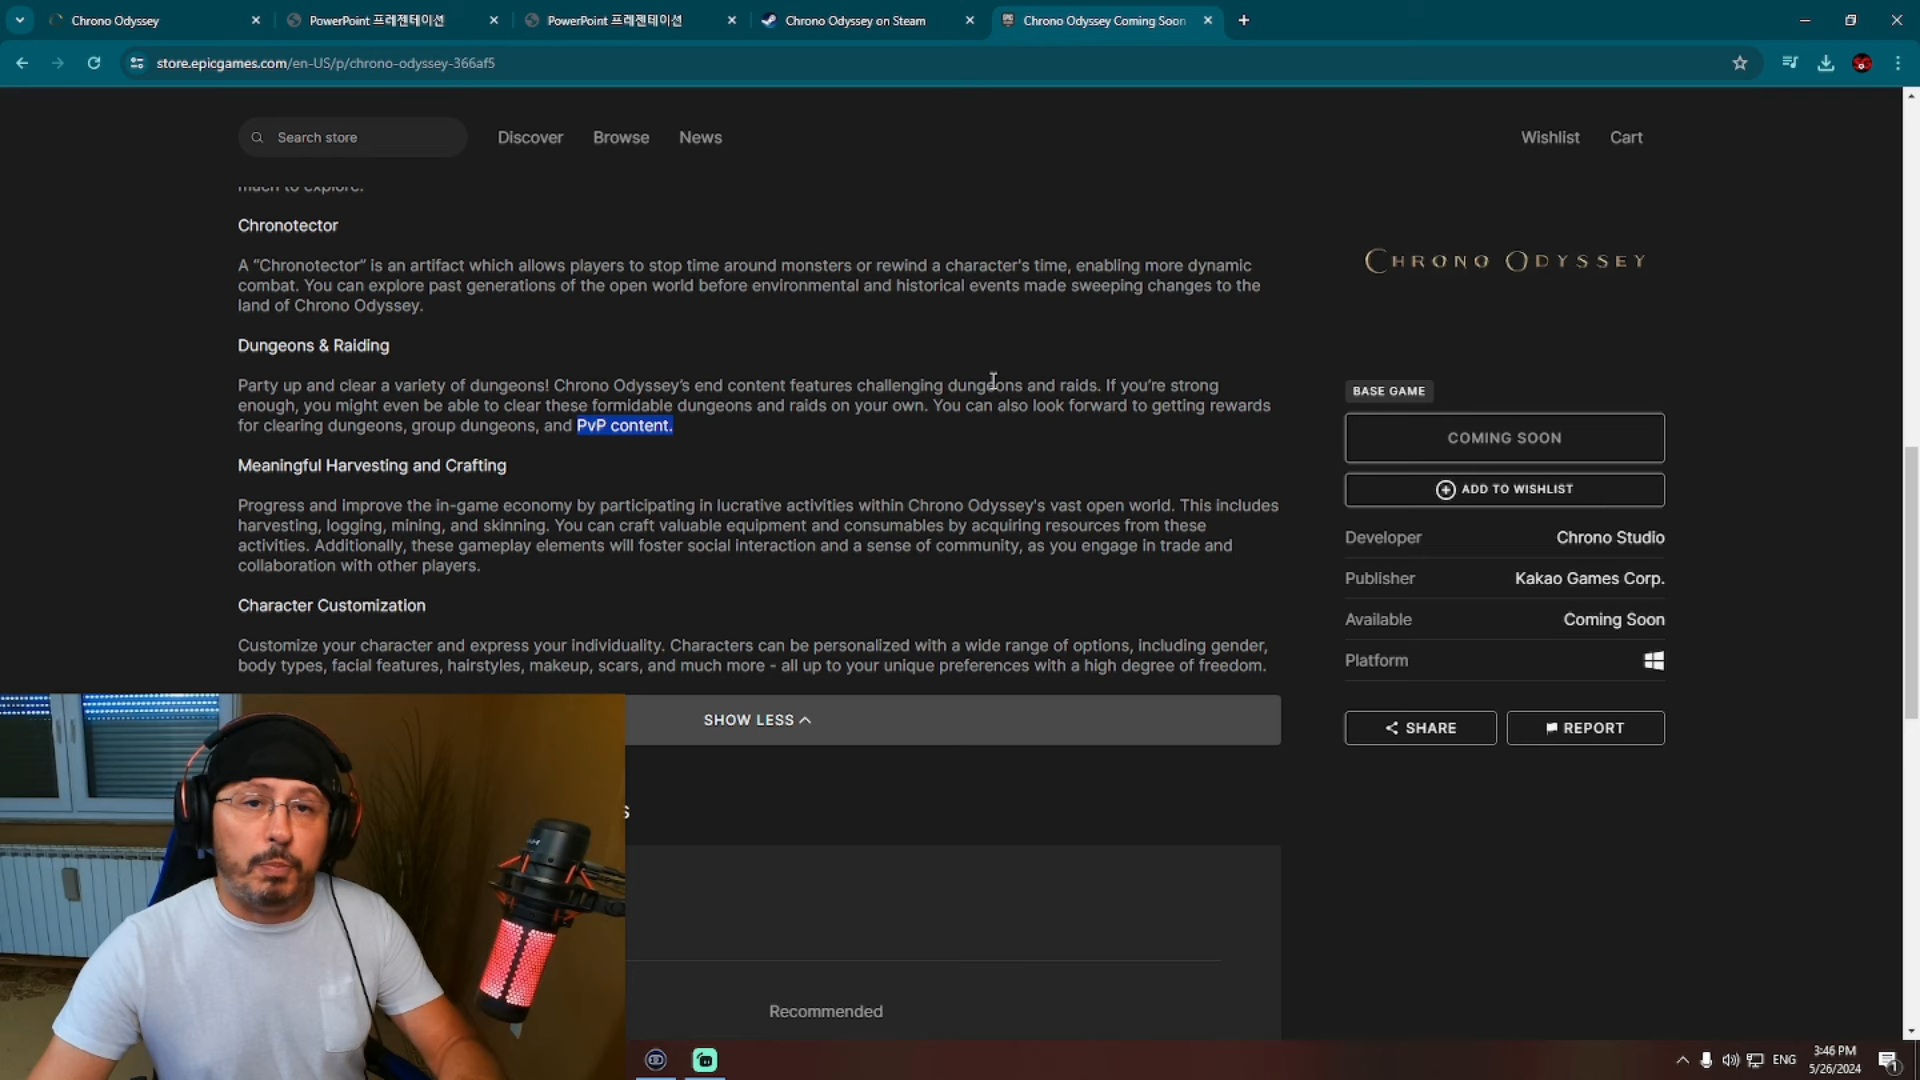 Chrono Odyssey
PowerPoint 프레젠테이션
PowerPoint 프레젠테이션
Chrono Odyssey on Steam
Chrono Odyssey Coming Soon
store.epicgames.com/en-US/p/chrono-odyssey-366af5
Search store
Discover
Browse
News
Wishlist
Cart
much to explore.
Chronotector
A “Chronotector” is an artifact which allows players to stop time around monsters or rewind a character's time, enabling more dynamic
combat. You can explore past generations of the open world before environmental and historical events made sweeping changes to the
land of Chrono Odyssey.
Dungeons & Raiding
Party up and clear a variety of dungeons! Chrono Odyssey’s end content features challenging dungeons and raids. If you’re strong
enough, you might even be able to clear these formidable dungeons and raids on your own. You can also look forward to getting rewards
for clearing dungeons, group dungeons, and PvP content.
Meaningful Harvesting and Crafting
Progress and improve the in-game economy by participating in lucrative activities within Chrono Odyssey's vast open world. This includes
harvesting, logging, mining, and skinning. You can craft valuable equipment and consumables by acquiring resources from these
activities. Additionally, these gameplay elements will foster social interaction and a sense of community, as you engage in trade and
collaboration with other players.
Character Customization
Customize your character and express your individuality. Characters can be personalized with a wide range of options, including gender,
body types, facial features, hairstyles, makeup, scars, and much more - all up to your unique preferences with a high degree of freedom.
SHOW LESS
Recommended
CHRONO ODYSSEY
BASE GAME
COMING SOON
ADD TO WISHLIST
Developer Chrono Studio
Publisher Kakao Games Corp.
Available Coming Soon
Platform
SHARE
REPORT
ENG
3:46 PM
5/26/2024
1